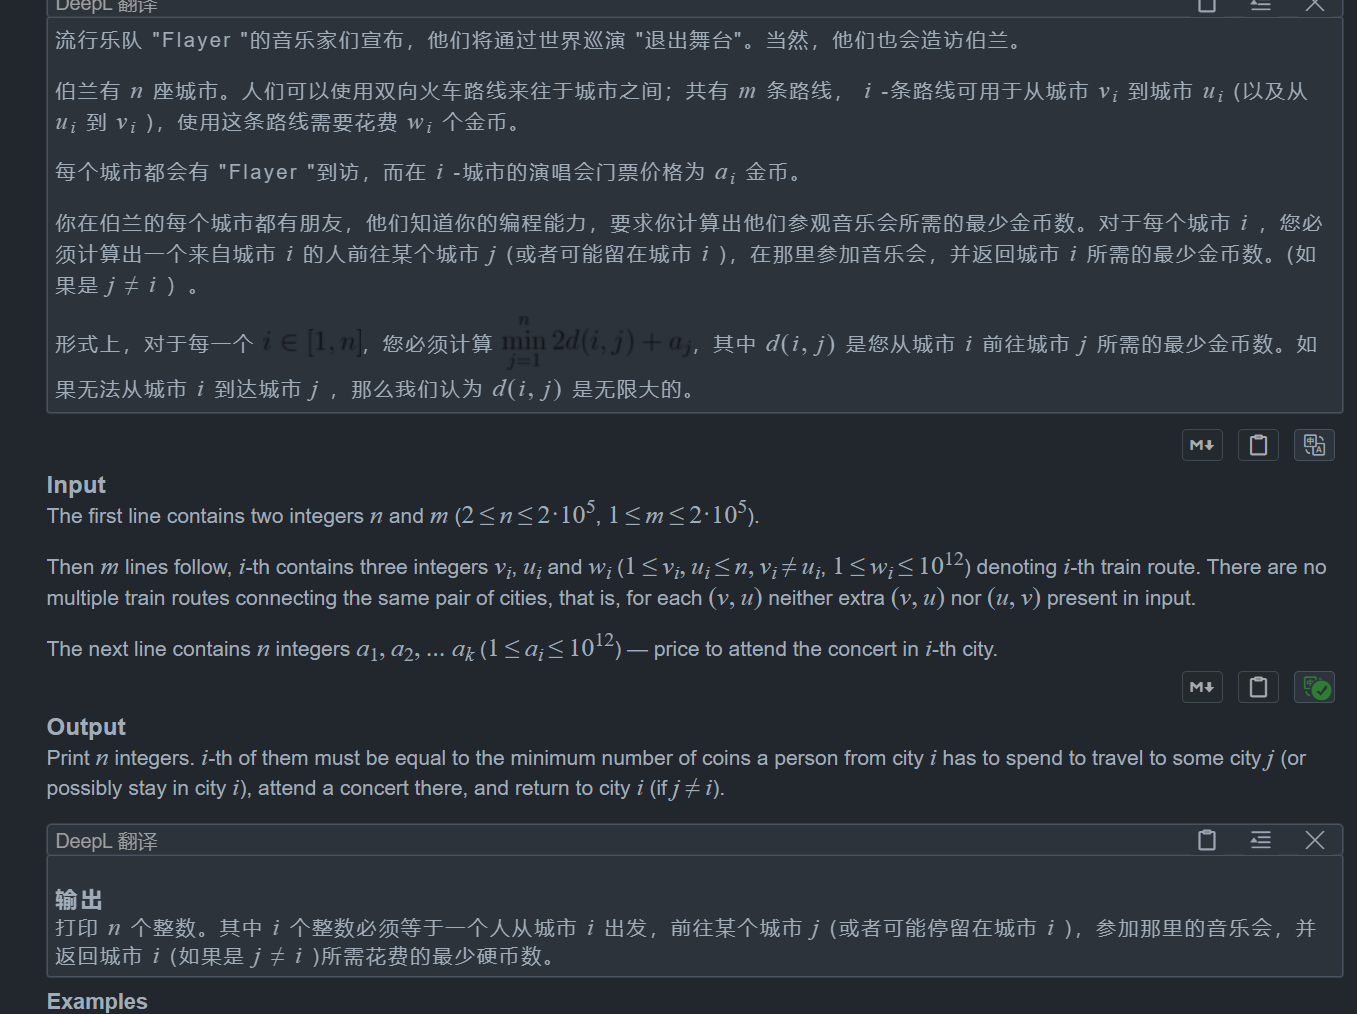 DeepL 翻译
流行乐队 "Flayer "的音乐家们宣布，他们将通过世界巡演 "退出舞台"。当然，他们也会造访伯兰。
伯兰有 n 座城市。人们可以使用双向火车路线来往于城市之间；共有 m 条路线， i -条路线可用于从城市 v_i 到城市 u_i (以及从
u_i 到 v_i )，使用这条路线需要花费 w_i 个金币。
每个城市都会有 "Flayer "到访，而在 i -城市的演唱会门票价格为 a_i 金币。
你在伯兰的每个城市都有朋友，他们知道你的编程能力，要求你计算出他们参观音乐会所需的最少金币数。对于每个城市 i ，您必
须计算出一个来自城市 i 的人前往某个城市 j (或者可能留在城市 i )，在那里参加音乐会，并返回城市 i 所需的最少金币数。(如
果是 j ≠ i ）。
形式上，对于每一个 i ∈ [1, n]，您必须计算 min_{j=1}^{n} 2d(i, j) + a_j，其中 d(i, j) 是您从城市 i 前往城市 j 所需的最少金币数。如
果无法从城市 i 到达城市 j ，那么我们认为 d(i, j) 是无限大的。
M↓
Input
The first line contains two integers n and m (2 ≤ n ≤ 2·10^5, 1 ≤ m ≤ 2·10^5).
Then m lines follow, i-th contains three integers v_i, u_i and w_i (1 ≤ v_i, u_i ≤ n, v_i ≠ u_i, 1 ≤ w_i ≤ 10^12) denoting i-th train route. There are no
multiple train routes connecting the same pair of cities, that is, for each (v, u) neither extra (v, u) nor (u, v) present in input.
The next line contains n integers a_1, a_2, ... a_k (1 ≤ a_i ≤ 10^12) — price to attend the concert in i-th city.
M↓
Output
Print n integers. i-th of them must be equal to the minimum number of coins a person from city i has to spend to travel to some city j (or
possibly stay in city i), attend a concert there, and return to city i (if j ≠ i).
DeepL 翻译
输出
打印 n 个整数。其中 i 个整数必须等于一个人从城市 i 出发，前往某个城市 j (或者可能停留在城市 i )，参加那里的音乐会，并
返回城市 i (如果是 j ≠ i )所需花费的最少硬币数。
Examples